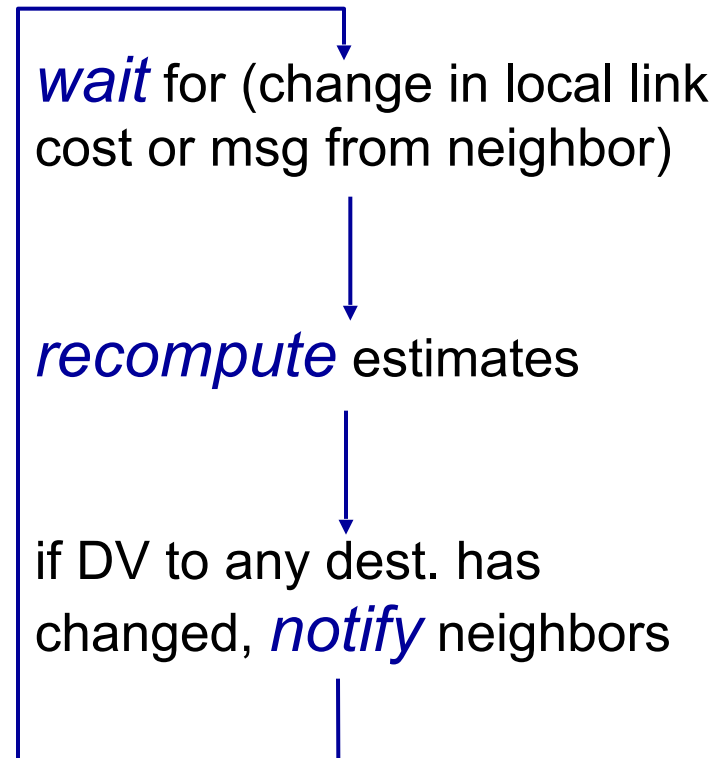 wait for (change in local link
cost or msg from neighbor)
recompute estimates
if DV to any dest. has
changed, notify neighbors